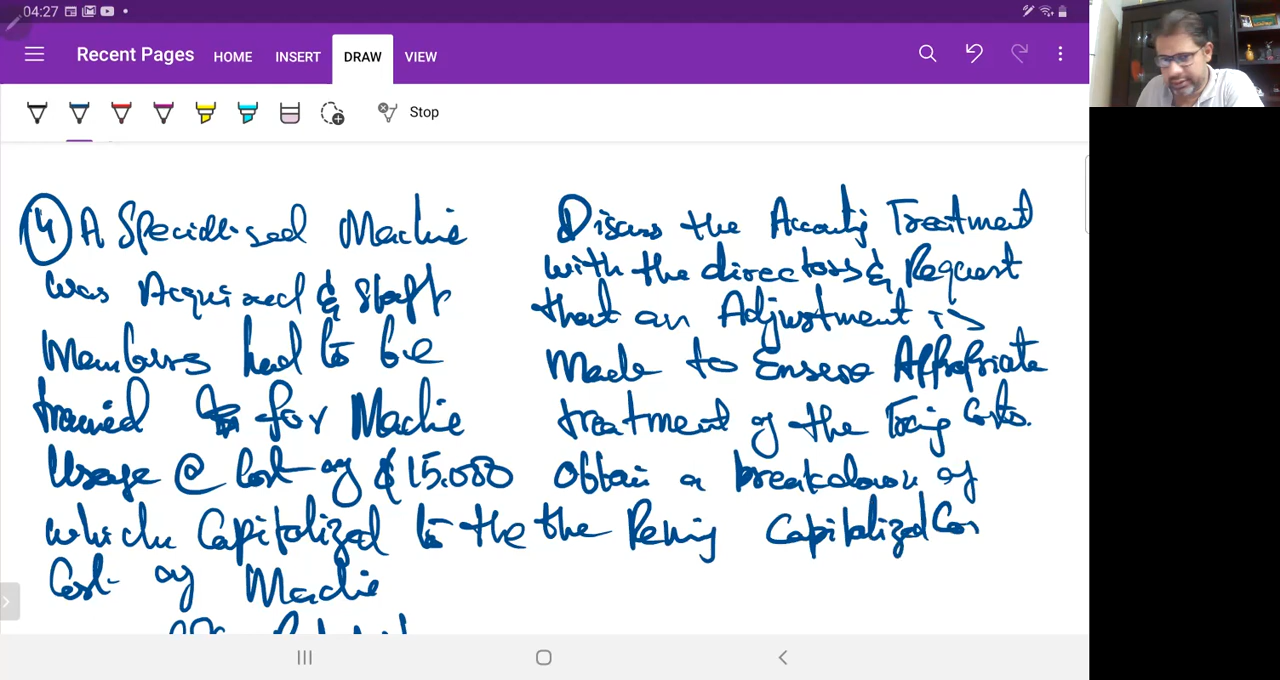 04:27
Recent Pages HOME INSERT DRAW VIEW
Stop
4 A Specialised Machine
was Acquired & Staff
Members had to be
trained for Machine
Usage @ Cost of $15.000
which Capitalized to the
Cost of Machine
Discuss the Accounting Treatment
with the directors & Request
that an Adjustment is
Made to Ensure Appropriate
treatment of the Costs.
Obtain a breakdown of
the Capitalized